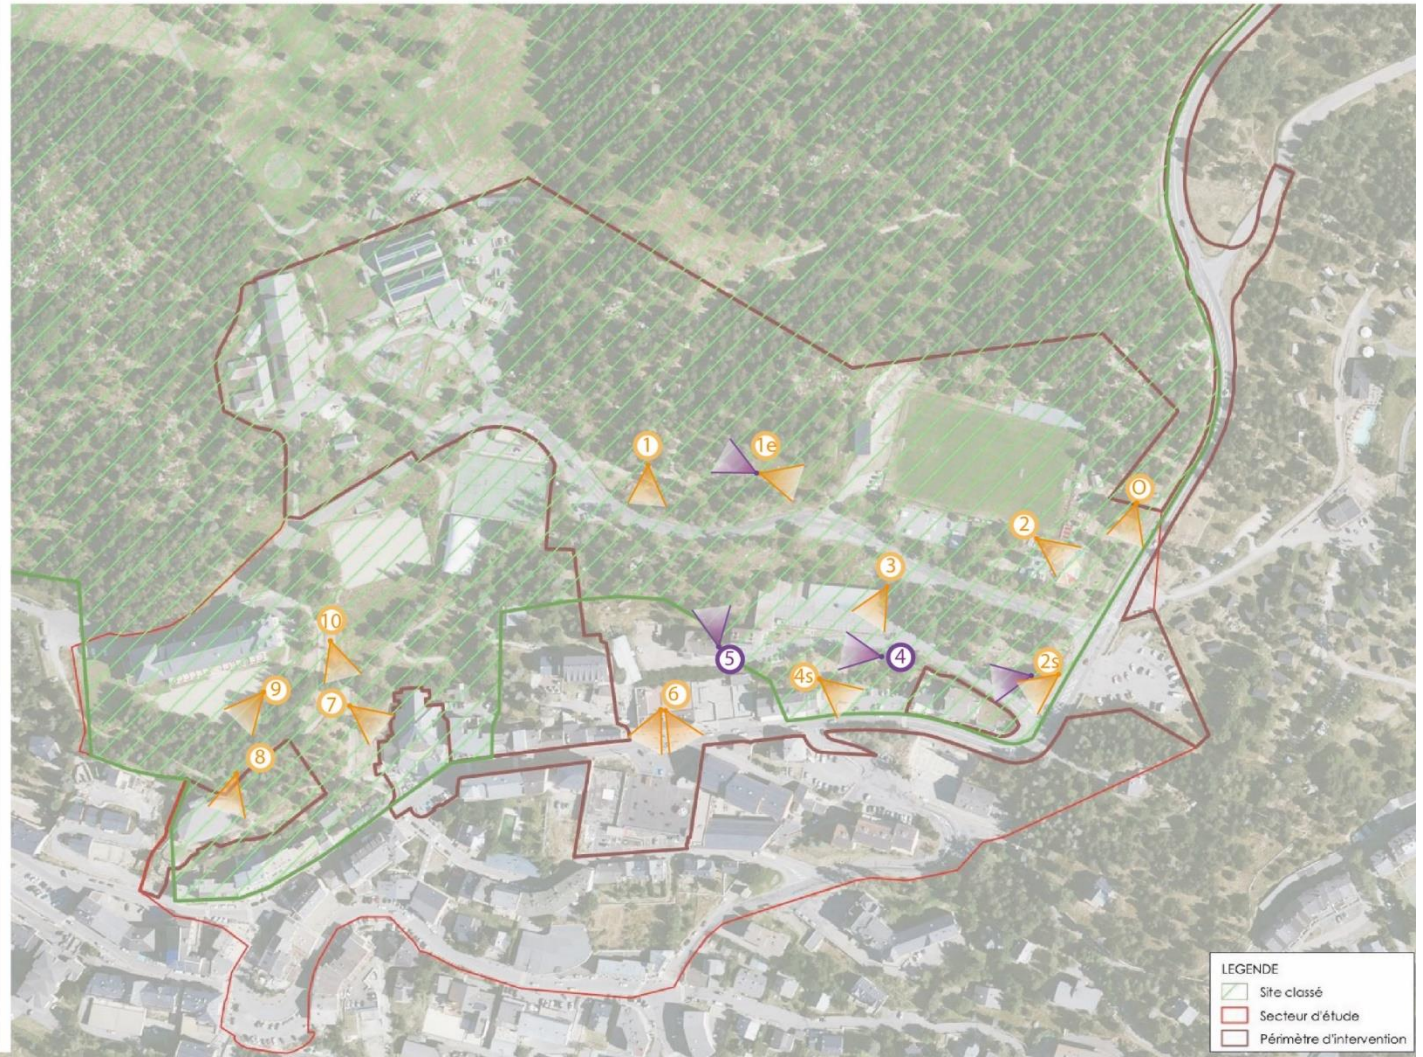 1
1e
O
2
3
10
5
4
2s
4s
9
7
6
8
LEGENDE
Site classé
Secteur d'étude
Périmètre d'intervention